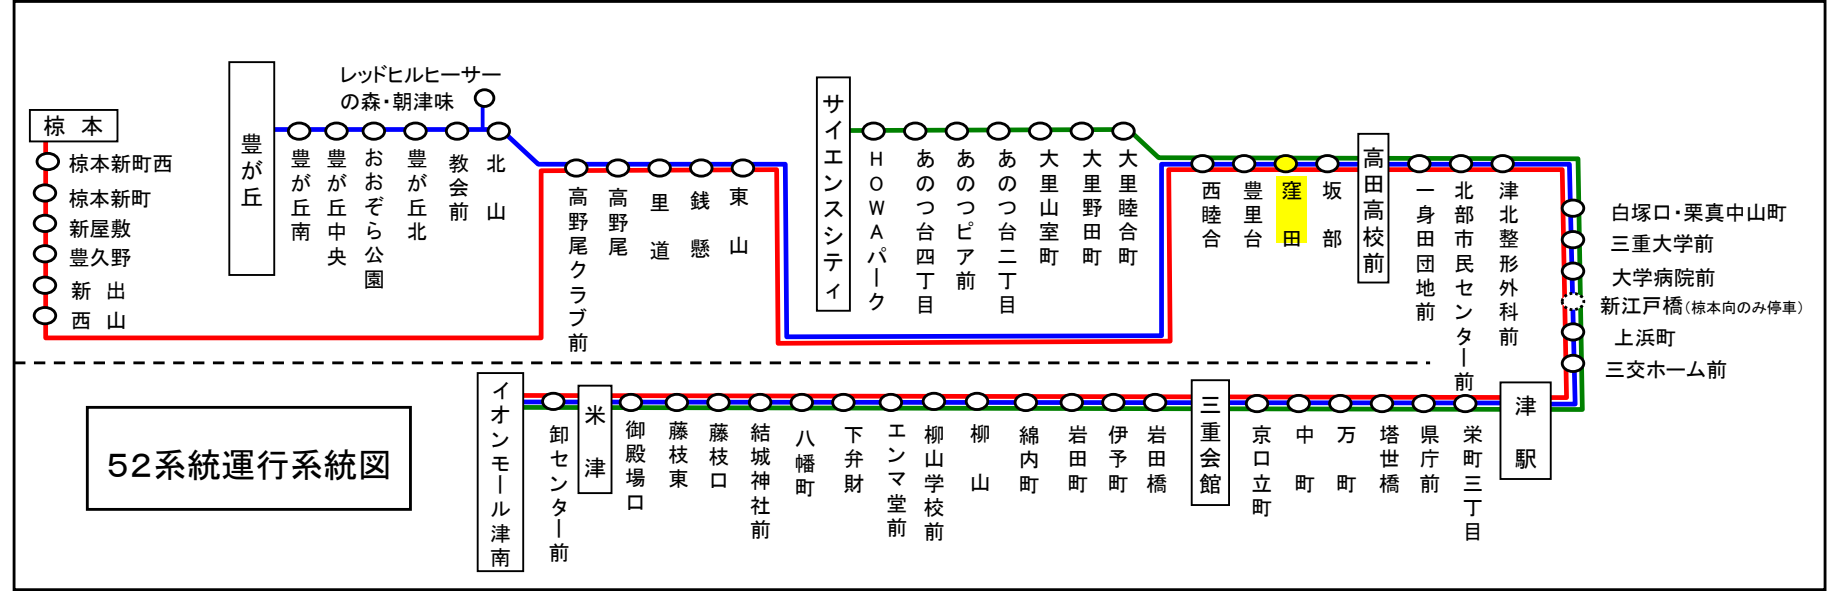 椋本
椋本新町西
椋本新町
新屋敷
豊久野
新出
西山
豊が丘
レッドヒルヒーサー
の森・朝津味
豊が丘南
豊が丘中央
おおぞら公園
豊が丘北
教会前
北山
高野尾クラブ前
高野尾
里道
銭懸
東山
サイエンスシティ
HOWAパーク
あのつ台四丁目
あのつピア前
あのつ台二丁目
大里山室町
大里野田町
大里睦合町
西睦合
豊里台
窪田
坂部
高田高校前
一身田団地前
北部市民センター前
津北整形外科前
白塚口・栗真中山町
三重大学前
大学病院前
新江戸橋(椋本向のみ停車)
上浜町
三交ホーム前
52系統運行系統図
イオンモール津南
卸センター前
米津
御殿場口
藤枝東
藤枝口
結城神社前
八幡町
下弁財
エンマ堂前
柳山学校前
柳山
綿内町
岩田町
伊予町
岩田橋
三重会館
京口立町
中町
万町
塔世橋
県庁前
栄町三丁目
津駅